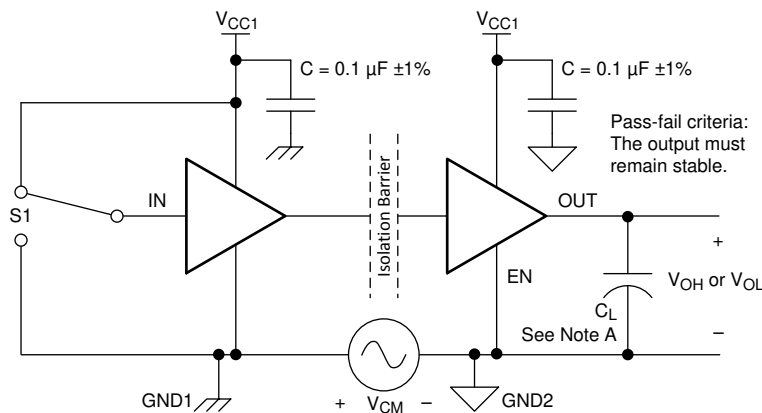 VCC1
VCC1
C = 0.1 µF ±1%
C = 0.1 µF ±1%
Pass-fail criteria:
The output must
remain stable.
S1
IN
Isolation Barrier
OUT
EN
+
VOH or VOL
CL
See Note A
–
GND1
+ VCM –
GND2